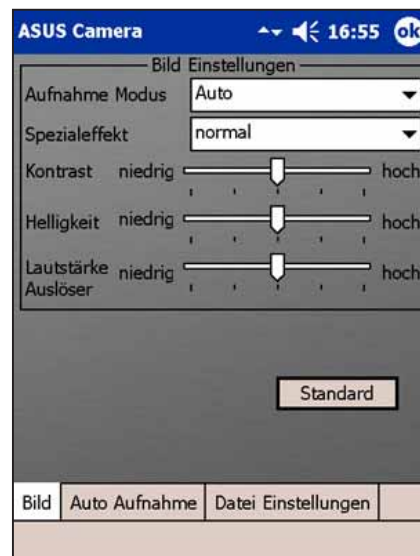 ASUS Camera 16:55 ok
Bild Einstellungen
Aufnahme Modus Auto
Spezialeffekt normal
Kontrast niedrig hoch
Helligkeit niedrig hoch
Lautstärke Auslöser niedrig hoch
Standard
Bild Auto Aufnahme Datei Einstellungen